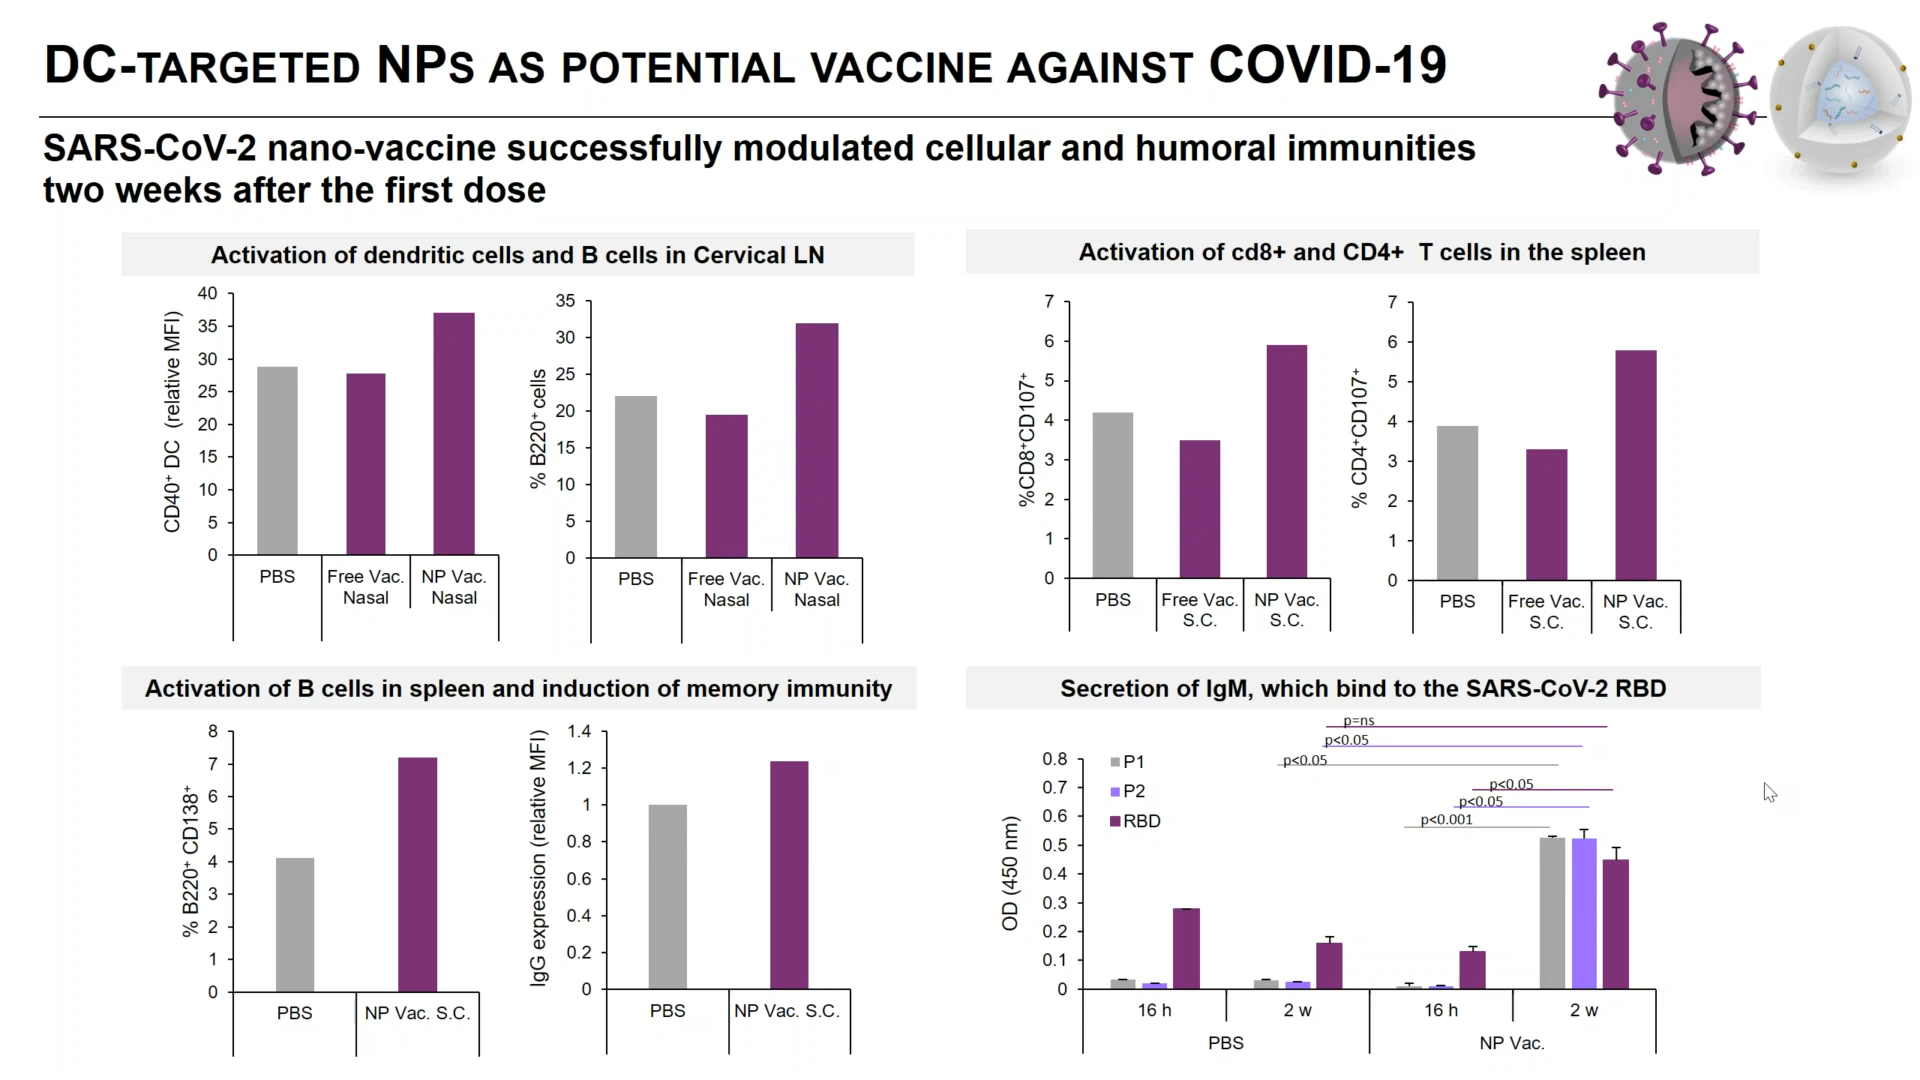 DC-TARGETED NPS AS POTENTIAL VACCINE AGAINST COVID-19
SARS-CoV-2 nano-vaccine successfully modulated cellular and humoral immunities
two weeks after the first dose
Activation of dendritic cells and B cells in Cervical LN
CD40+ DC (relative MFI)
40
35
30
25
20
15
10
5
0
PBS
Free Vac. Nasal
NP Vac. Nasal
% B220+ cells
35
30
25
20
15
10
5
0
PBS
Free Vac. Nasal
NP Vac. Nasal
Activation of cd8+ and CD4+ T cells in the spleen
%CD8+CD107+
7
6
5
4
3
2
1
0
PBS
Free Vac. S.C.
NP Vac. S.C.
% CD4+CD107+
7
6
5
4
3
2
1
0
PBS
Free Vac. S.C.
NP Vac. S.C.
Activation of B cells in spleen and induction of memory immunity
% B220+ CD138+
8
7
6
5
4
3
2
1
0
PBS
NP Vac. S.C.
IgG expression (relative MFI)
1.4
1.2
1
0.8
0.6
0.4
0.2
0
PBS
NP Vac. S.C.
Secretion of IgM, which bind to the SARS-CoV-2 RBD
p=ns
p<0.05
p<0.05
p<0.05
p<0.05
p<0.001
P1
P2
RBD
OD (450 nm)
0.8
0.7
0.6
0.5
0.4
0.3
0.2
0.1
0
16 h
2 w
16 h
2 w
PBS
NP Vac.